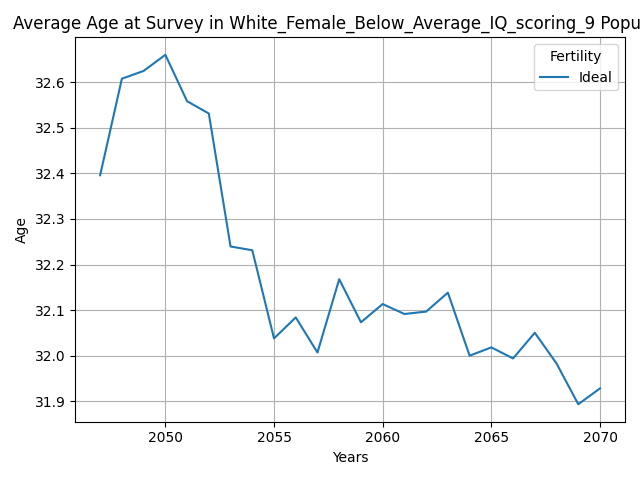 Average Age at Survey in White_Female_Below_Average_IQ_scoring_9 Popu
Fertility
Ideal
32.6
32.5
32.4
32.3
32.2
32.1
32.0
31.9
Age
2050 2055 2060 2065 2070
Years